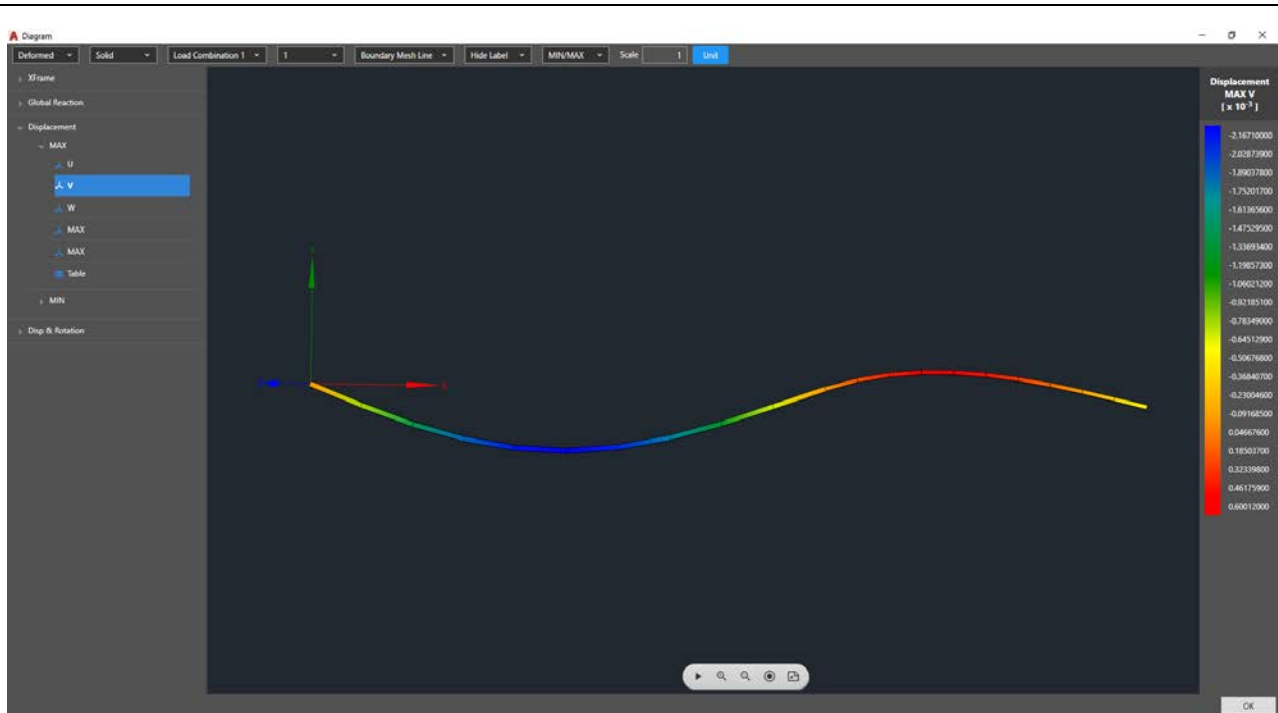 Diagram
Deformed Solid Load Combination 1 1 Boundary Mesh Line Hide Label MIN/MAX Scale 1 Unit
XFrame
Global Reaction
Displacement
MAX
U
V
W
MAX
MAX
Table
MIN
Disp & Rotation
X
Displacement
MAX V
[ x 10⁻³ ]
-2.16710000
-2.02873900
-1.89037800
-1.75201700
-1.61365600
-1.47529500
-1.33693400
-1.19857300
-1.06021200
-0.92185100
-0.78349000
-0.64512900
-0.50676800
-0.36840700
-0.23004600
-0.09168500
0.04667600
0.18503700
0.32339800
0.46175900
0.60012000
OK